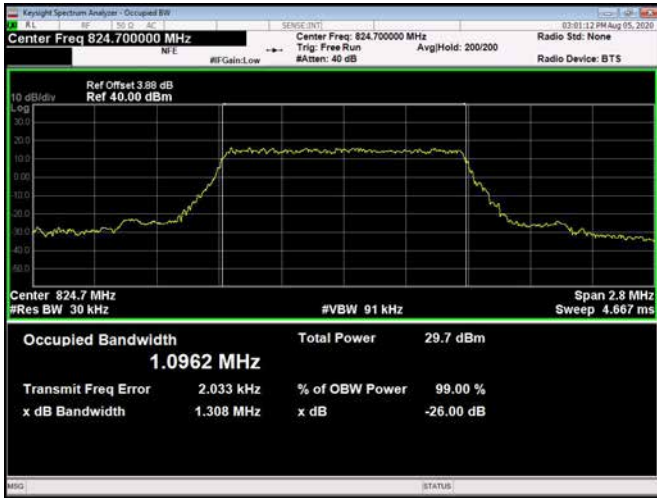 Keysight Spectrum Analyzer - Occupied BW
RL RF 50 Ω AC SENSE:INT 03:01:12 PM Aug 05, 2020
Center Freq 824.700000 MHz Center Freq: 824.700000 MHz Radio Std: None
NFE Trig: Free Run Avg|Hold: 200/200
#IFGain:Low #Atten: 40 dB Radio Device: BTS
Ref Offset 3.88 dB
10 dB/div Ref 40.00 dBm
Log
30.0
20.0
10.0
0.00
-10.0
-20.0
-30.0
-40.0
-50.0
Center 824.7 MHz Span 2.8 MHz
#Res BW 30 kHz #VBW 91 kHz Sweep 4.667 ms
Occupied Bandwidth Total Power 29.7 dBm
1.0962 MHz
Transmit Freq Error 2.033 kHz % of OBW Power 99.00 %
x dB Bandwidth 1.308 MHz x dB -26.00 dB
MSG STATUS